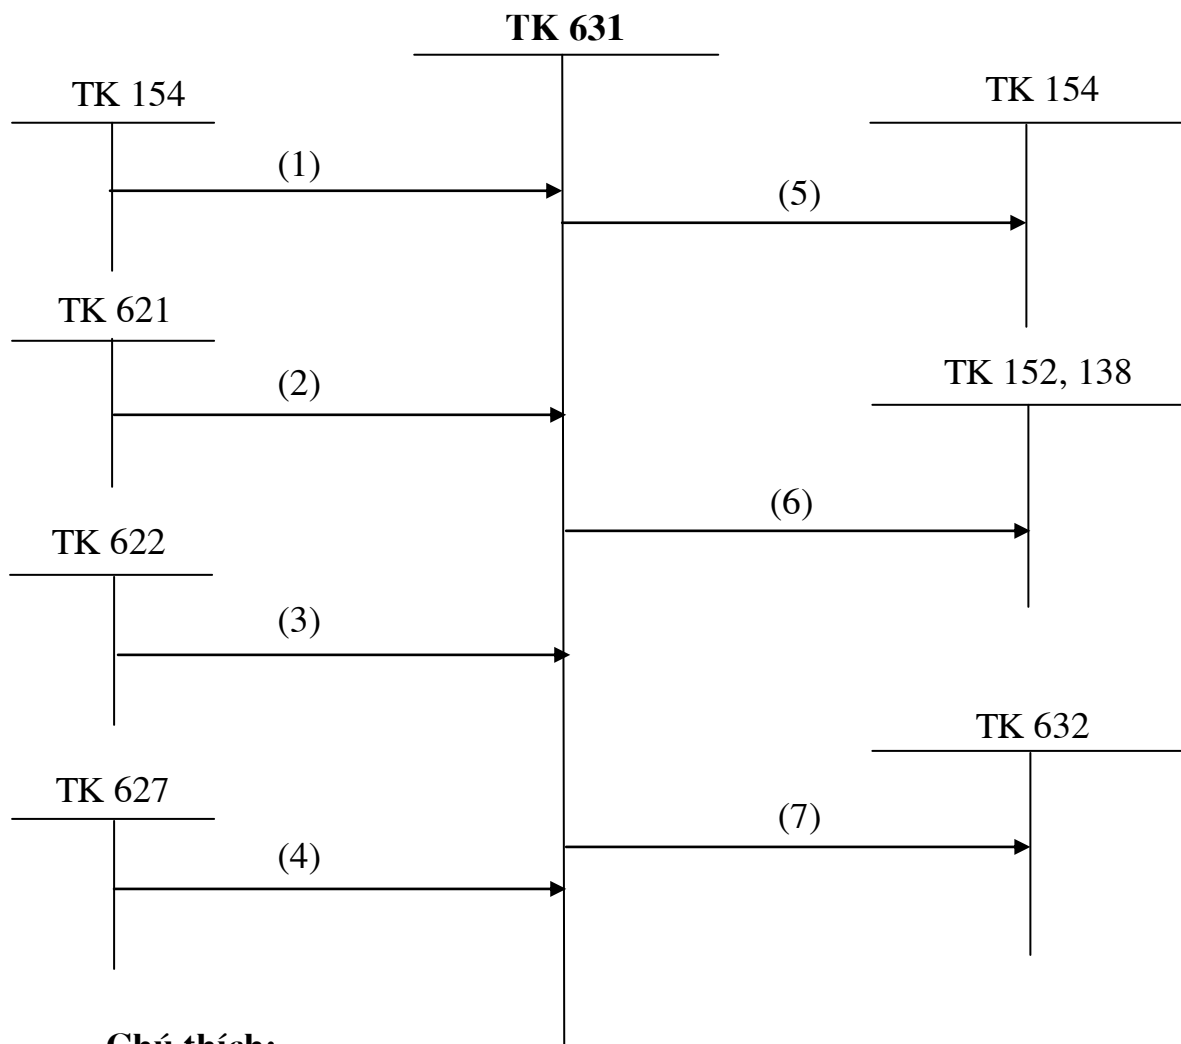 TK 631
TK 154
TK 154
(1)
(5)
TK 621
TK 152, 138
(2)
(6)
TK 622
(3)
TK 632
TK 627
(7)
(4)
Chú thích: